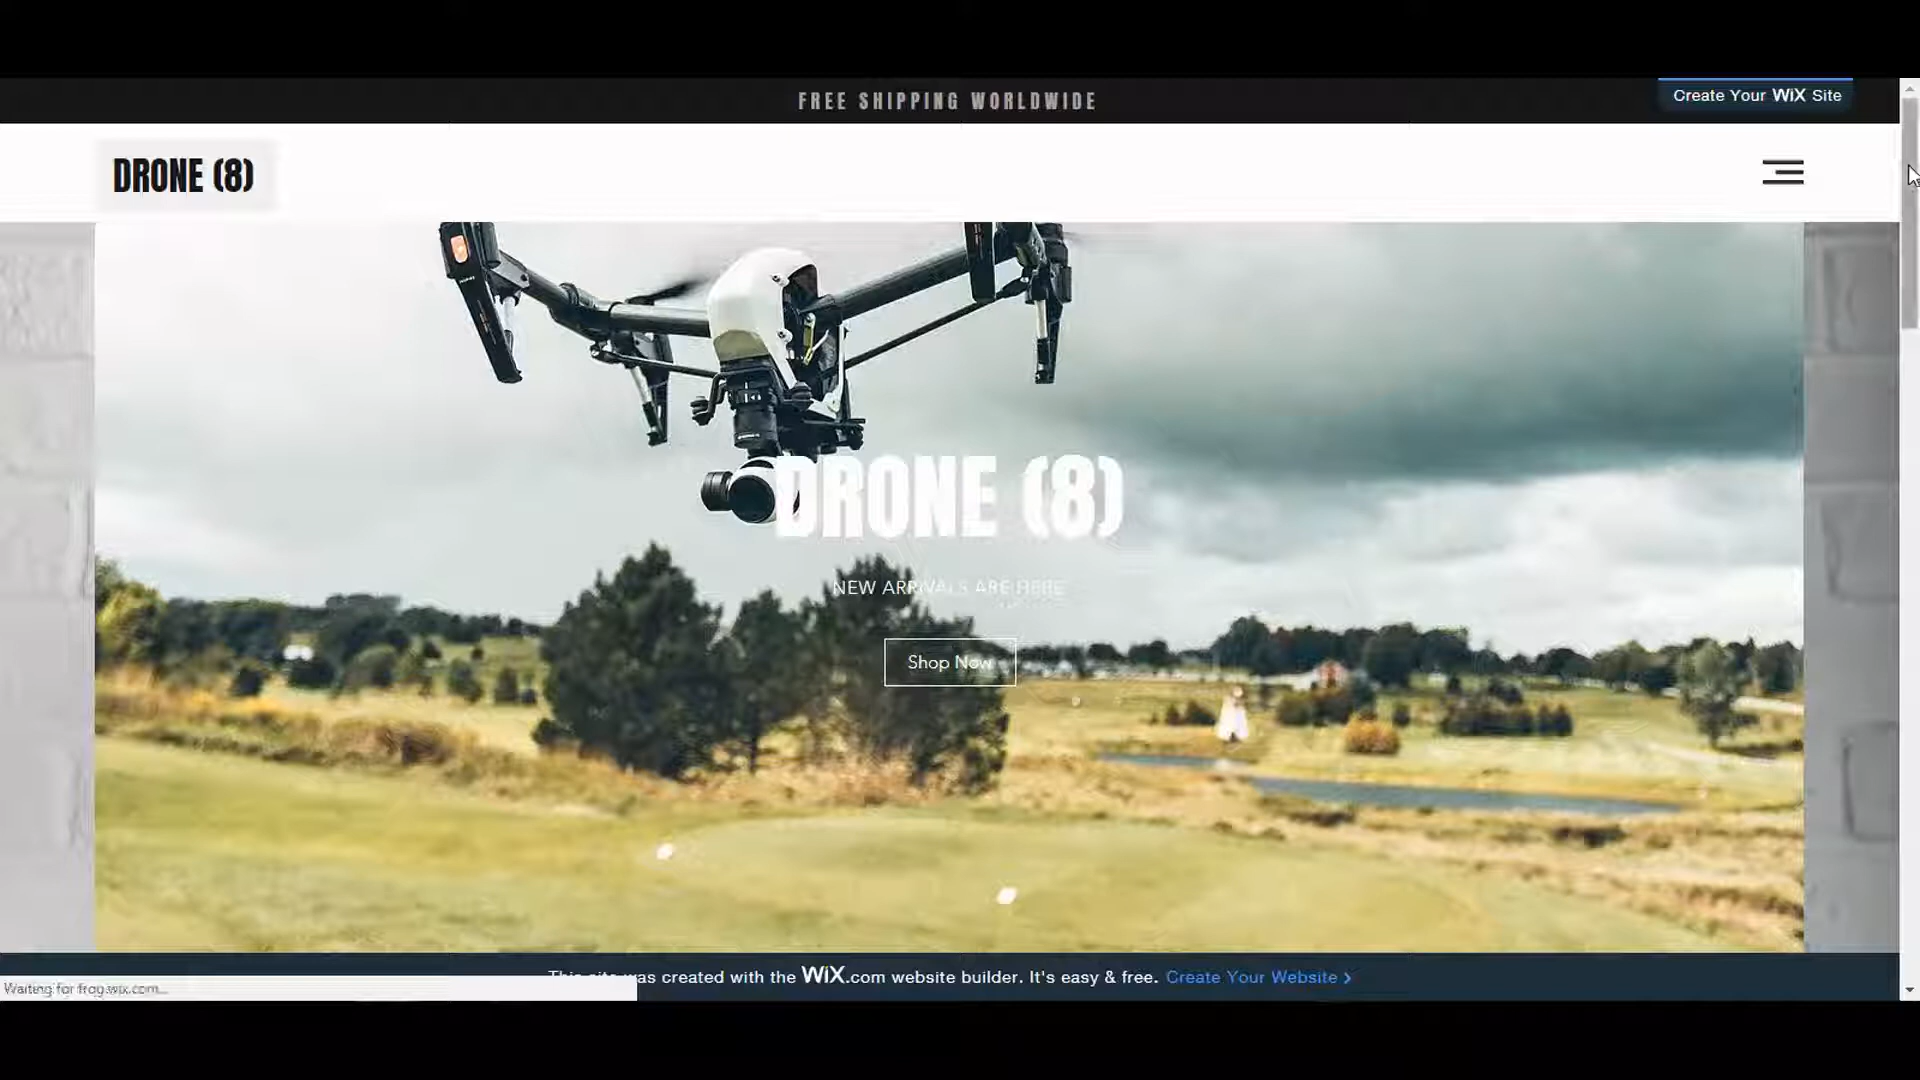 FREE SHIPPING WORLDWIDE
Create Your WiX Site
DRONE (8)
DRONE (8)
NEW ARRIVALS ARE HERE
Shop Now
This site was created with the WiX.com website builder. It's easy & free. Create Your Website >
Waiting for frog.wix.com...